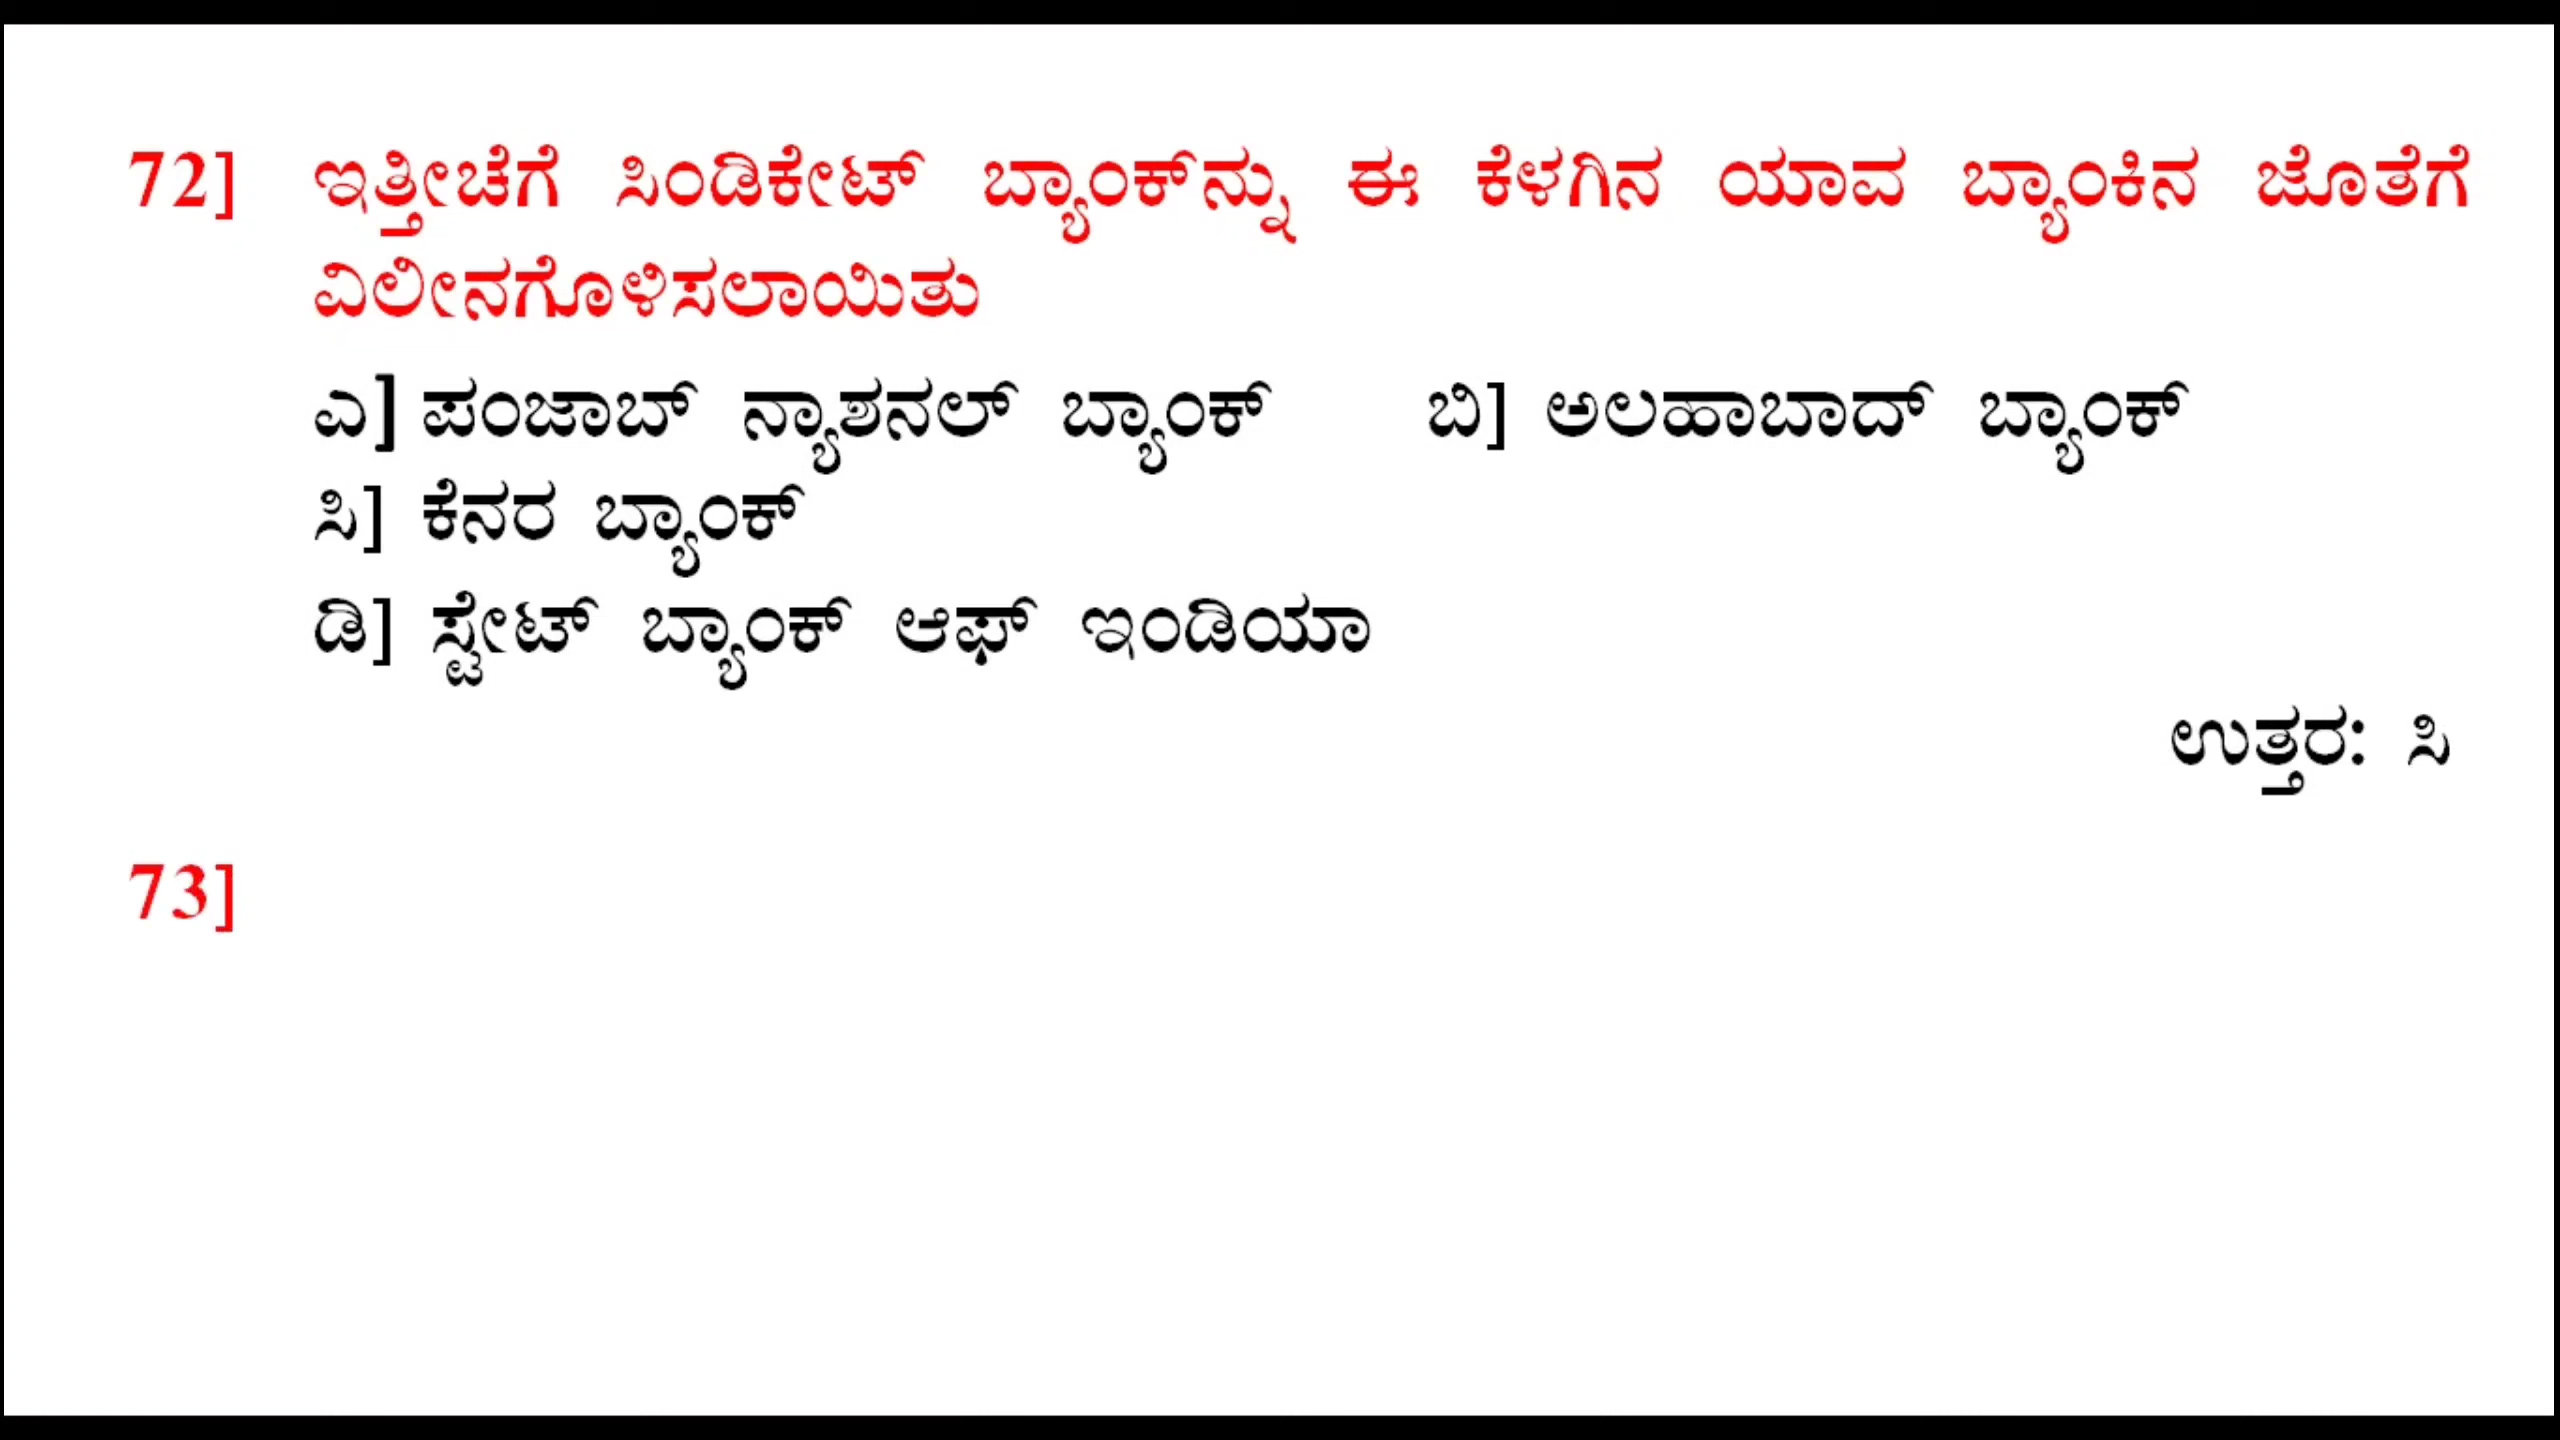 72] ಇತ್ತೀಚೆಗೆ ಸಿಂಡಿಕೇಟ್ ಬ್ಯಾಂಕ್‌ನ್ನು ಈ ಕೆಳಗಿನ ಯಾವ ಬ್ಯಾಂಕಿನ ಜೊತೆಗೆ
ವಿಲೀನಗೊಳಿಸಲಾಯಿತು
ಎ] ಪಂಜಾಬ್ ನ್ಯಾಶನಲ್ ಬ್ಯಾಂಕ್ ಬಿ] ಅಲಹಾಬಾದ್ ಬ್ಯಾಂಕ್
ಸಿ] ಕೆನರ ಬ್ಯಾಂಕ್
ಡಿ] ಸ್ಟೇಟ್ ಬ್ಯಾಂಕ್ ಆಫ್ ಇಂಡಿಯಾ
ಉತ್ತರ: ಸಿ
73]